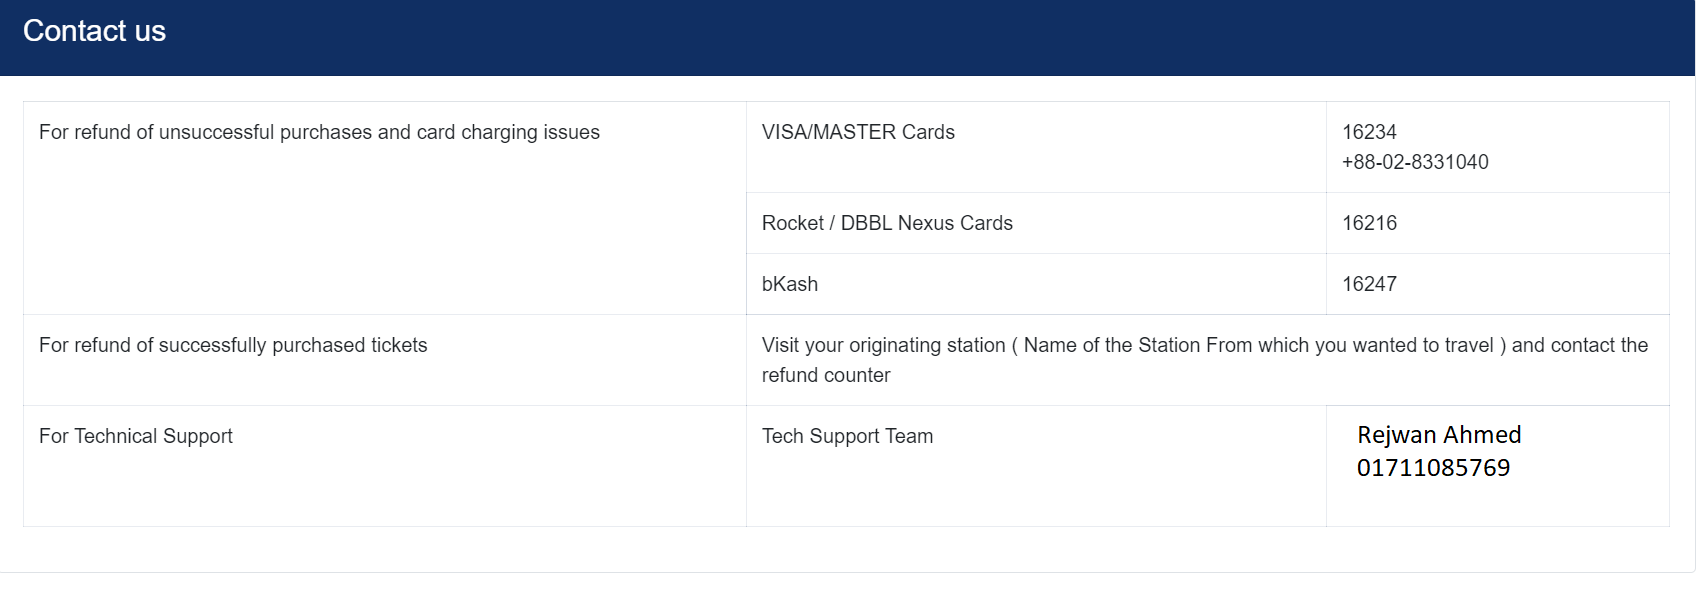 Contact us
For refund of unsuccessful purchases and card charging issues
VISA/MASTER Cards
16234
+88-02-8331040
Rocket / DBBL Nexus Cards
16216
bKash
16247
For refund of successfully purchased tickets
Visit your originating station ( Name of the Station From which you wanted to travel ) and contact the
refund counter
For Technical Support
Tech Support Team
Rejwan Ahmed
01711085769